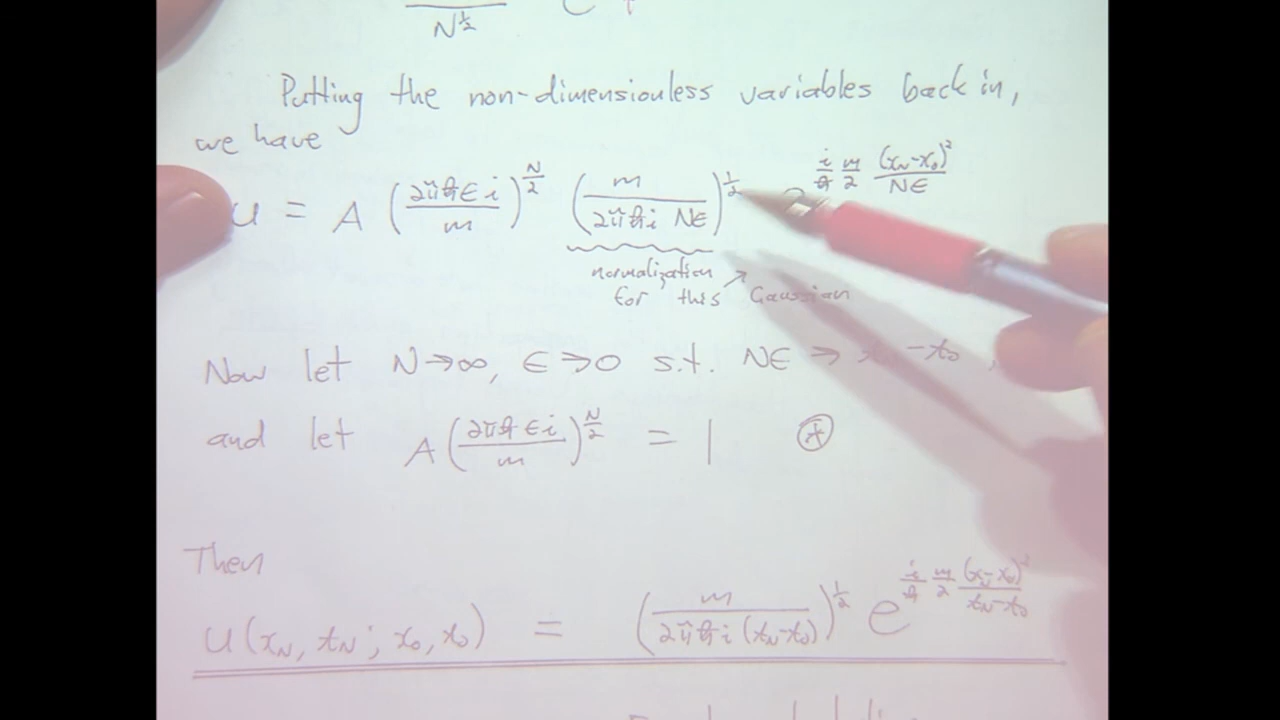 N^{1/2}
Putting the non-dimensionless variables back in,
we have
u = A (2πħεi/m)^{N/2} (m/2πħi Nε)^{1/2} e^{i/ħ m/2 (x_N-x_0)^2/Nε}
normalization
for this ↗ Gaussian
Now let N→∞, ε→0 s.t. Nε → t_N-t_0,
and let A(2πħεi/m)^{N/2} = 1 ⊛
Then
U(x_N, t_N; x_0, t_0) = (m/2πħi(t_N-t_0))^{1/2} e^{i/ħ m/2 (x_N-x_0)^2/t_N-t_0}